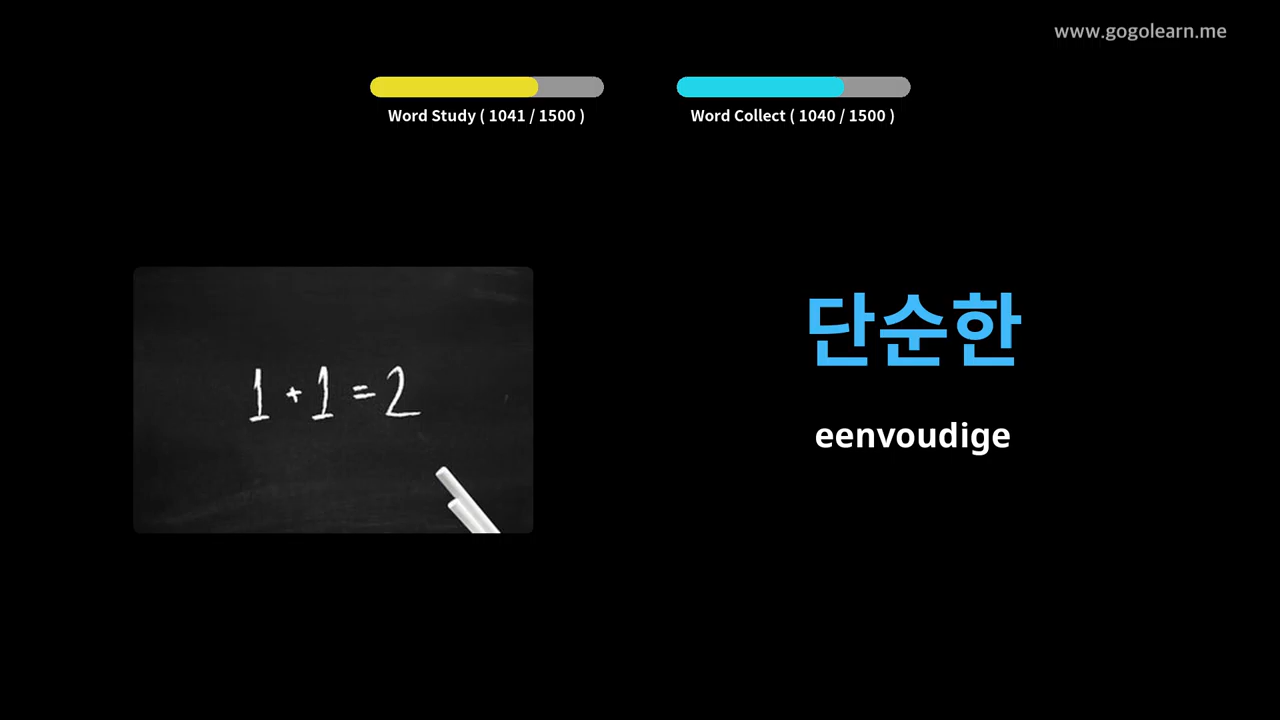 www.gogolearn.me
Word Study ( 1041 / 1500 )
Word Collect ( 1040 / 1500 )
1 + 1 = 2
단순한
eenvoudige